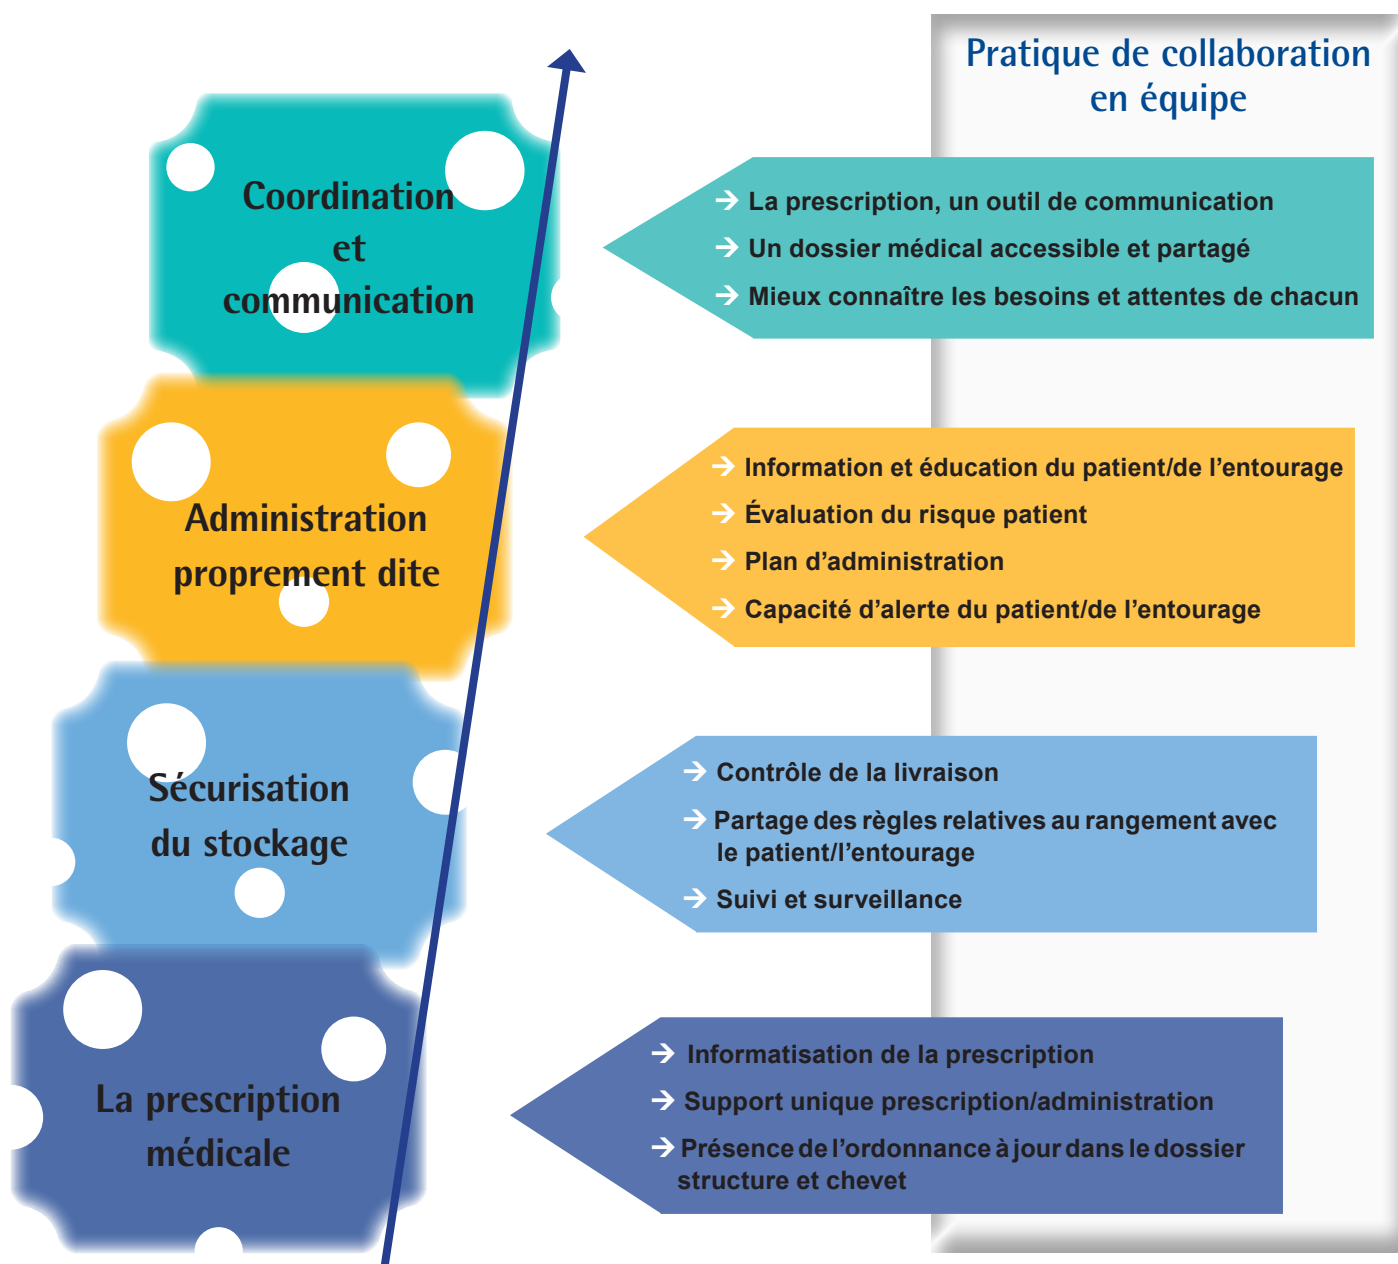 Pratique de collaboration
en équipe
Coordination
et
communication
→ La prescription, un outil de communication
→ Un dossier médical accessible et partagé
→ Mieux connaître les besoins et attentes de chacun
Administration
proprement dite
→ Information et éducation du patient/de l’entourage
→ Évaluation du risque patient
→ Plan d’administration
→ Capacité d’alerte du patient/de l’entourage
Sécurisation
du stockage
→ Contrôle de la livraison
→ Partage des règles relatives au rangement avec
le patient/l’entourage
→ Suivi et surveillance
La prescription
médicale
→ Informatisation de la prescription
→ Support unique prescription/administration
→ Présence de l’ordonnance à jour dans le dossier
structure et chevet